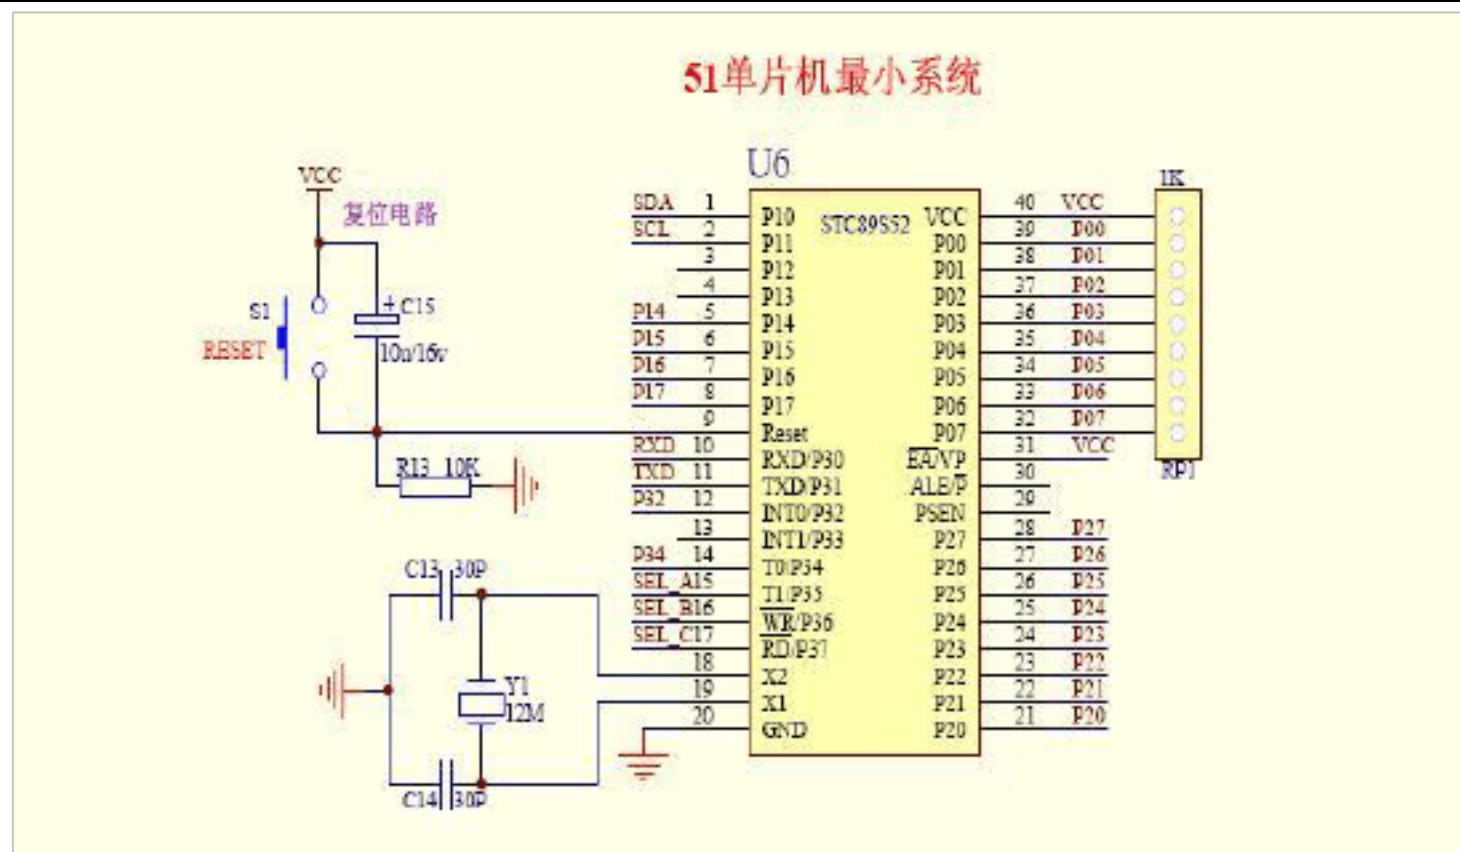 51单片机最小系统
U6
STC89S52
VCC
复位电路
S1
RESET
+ C15
10u/16v
R13 10K
C13 30P
Y1
12M
C14 30P
SDA 1 P10
SCL 2 P11
3 P12
4 P13
P14 5 P14
P15 6 P15
P16 7 P16
P17 8 P17
9 Reset
RXD 10 RXD/P30
TXD 11 TXD/P31
P32 12 INT0/P32
13 INT1/P33
P34 14 T0/P34
SEL_A 15 T1/P35
SEL_B 16 WR/P36
SEL_C 17 RD/P37
18 X2
19 X1
20 GND
VCC 40 VCC
P00 39 P00
P01 38 P01
P02 37 P02
P03 36 P03
P04 35 P04
P05 34 P05
P06 33 P06
P07 32 P07
EA/VP 31 VCC
ALE/P 30
PSEN 29
P27 28 P27
P26 27 P26
P25 26 P25
P24 25 P24
P23 24 P23
P22 23 P22
P21 22 P21
P20 21 P20
1K
RP1